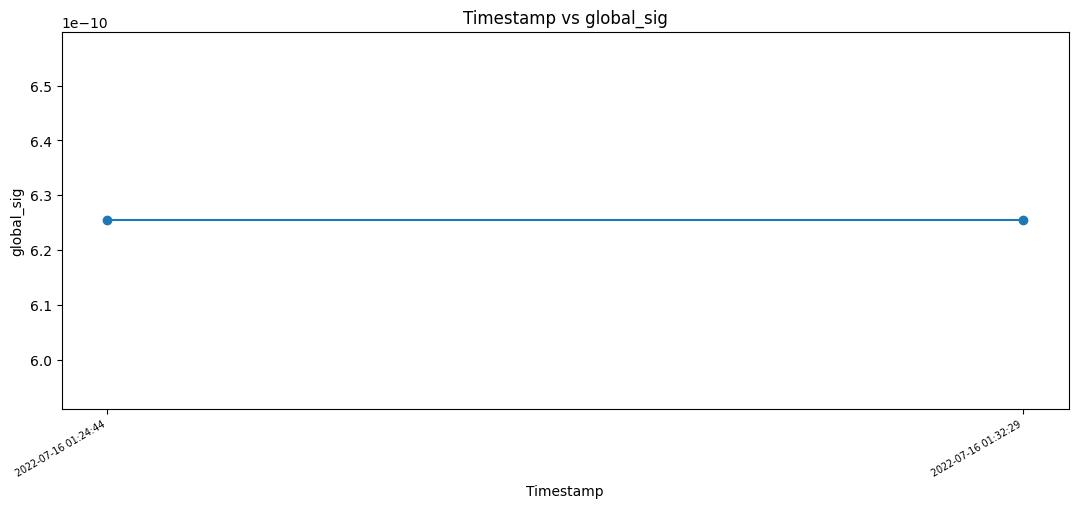 Timestamp vs global_sig
1e−10
6.5
6.4
6.3
6.2
6.1
6.0
global_sig
2022-07-16 01:24:44
2022-07-16 01:32:29
Timestamp